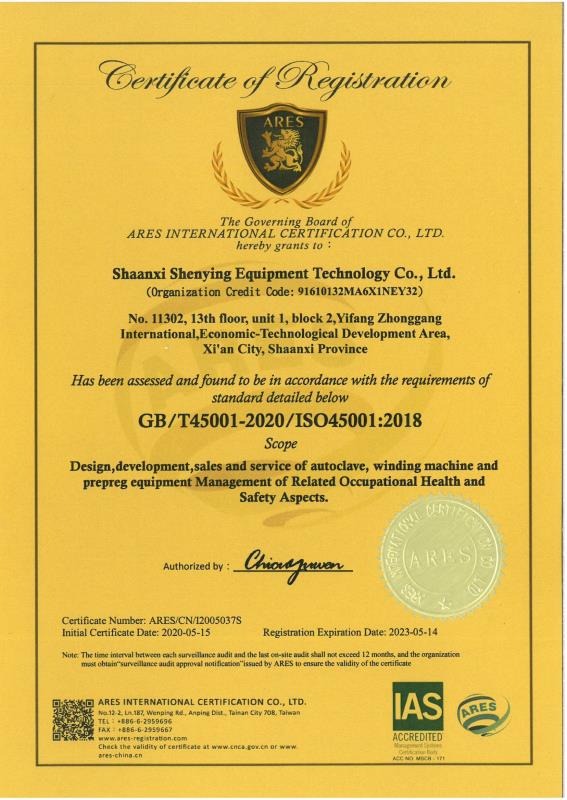 Certificate of Registration
ARES
The Governing Board of
ARES INTERNATIONAL CERTIFICATION CO., LTD.
hereby grants to :
Shaanxi Shenying Equipment Technology Co., Ltd.
(Organization Credit Code: 91610132MA6X1NEY32)
No. 11302, 13th floor, unit 1, block 2,Yifang Zhonggang
International,Economic-Technological Development Area,
Xi'an City, Shaanxi Province
Has been assessed and found to be in accordance with the requirements of
standard detailed below
GB/T45001-2020/ISO45001:2018
Scope
Design,development,sales and service of autoclave, winding machine and
prepreg equipment Management of Related Occupational Health and
Safety Aspects.
Authorized by :
ARES INTERNATIONAL CERTIFICATION CO LTD
ARES
Certificate Number: ARES/CN/I2005037S
Initial Certificate Date: 2020-05-15 Registration Expiration Date: 2023-05-14
Note: The time interval between each surveillance audit and the last on-site audit shall not exceed 12 months, and the organization
must obtain"surveillance audit approval notification"issued by ARES to ensure the validity of the certificate
ARES INTERNATIONAL CERTIFICATION CO., LTD.
No.12-2, Ln.187, Wenping Rd., Anping Dist., Tainan City 708, Taiwan
TEL : +886-6-2959696
FAX : +886-6-2959667
www.ares-registration.com
Check the validity of certificate at www.cnca.gov.cn or www.
ares-china.cn
IAS
ACCREDITED
Management Systems
Certification Body
ACC NO. MSCB - 171
ARES